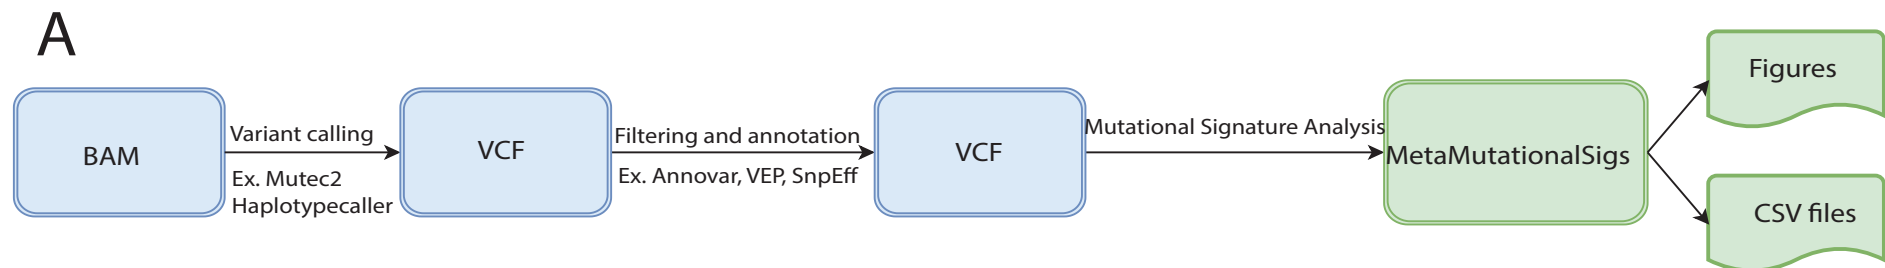 A
BAM
Variant calling
Ex. Mutec2
Haplotypecaller
VCF
Filtering and annotation
Ex. Annovar, VEP, SnpEff
VCF
Mutational Signature Analysis
MetaMutationalSigs
Figures
CSV files